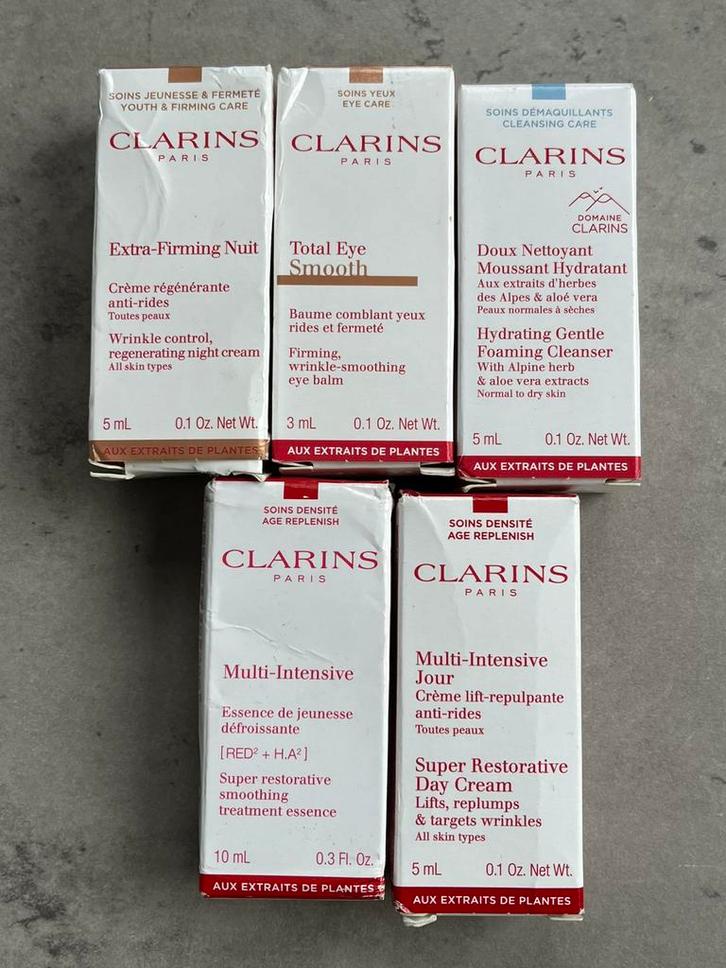 SOINS JEUNESSE & FERMETÉ
YOUTH & FIRMING CARE
CLARINS
PARIS
Extra-Firming Nuit
Crème régénérante
anti-rides
Toutes peaux
Wrinkle control,
regenerating night cream
All skin types
5 mL 0.1 Oz. Net Wt.
AUX EXTRAITS DE PLANTES
SOINS YEUX
EYE CARE
CLARINS
PARIS
Total Eye
Smooth
Baume comblant yeux
rides et fermeté
Firming,
wrinkle-smoothing
eye balm
3 mL 0.1 Oz. Net Wt.
AUX EXTRAITS DE PLANTES
SOINS DÉMAQUILLANTS
CLEANSING CARE
CLARINS
PARIS
DOMAINE
CLARINS
Doux Nettoyant
Moussant Hydratant
Aux extraits d'herbes
des Alpes & aloé vera
Peaux normales à sèches
Hydrating Gentle
Foaming Cleanser
With Alpine herb
& aloe vera extracts
Normal to dry skin
5 mL 0.1 Oz. Net Wt.
AUX EXTRAITS DE PLANTES
SOINS DENSITÉ
AGE REPLENISH
CLARINS
PARIS
Multi-Intensive
Essence de jeunesse
défroissante
[RED² + H.A²]
Super restorative
smoothing
treatment essence
10 mL 0.3 Fl. Oz.
AUX EXTRAITS DE PLANTES
SOINS DENSITÉ
AGE REPLENISH
CLARINS
PARIS
Multi-Intensive
Jour
Crème lift-repulpante
anti-rides
Toutes peaux
Super Restorative
Day Cream
Lifts, replumps
& targets wrinkles
All skin types
5 mL 0.1 Oz. Net Wt.
AUX EXTRAITS DE PLANTES